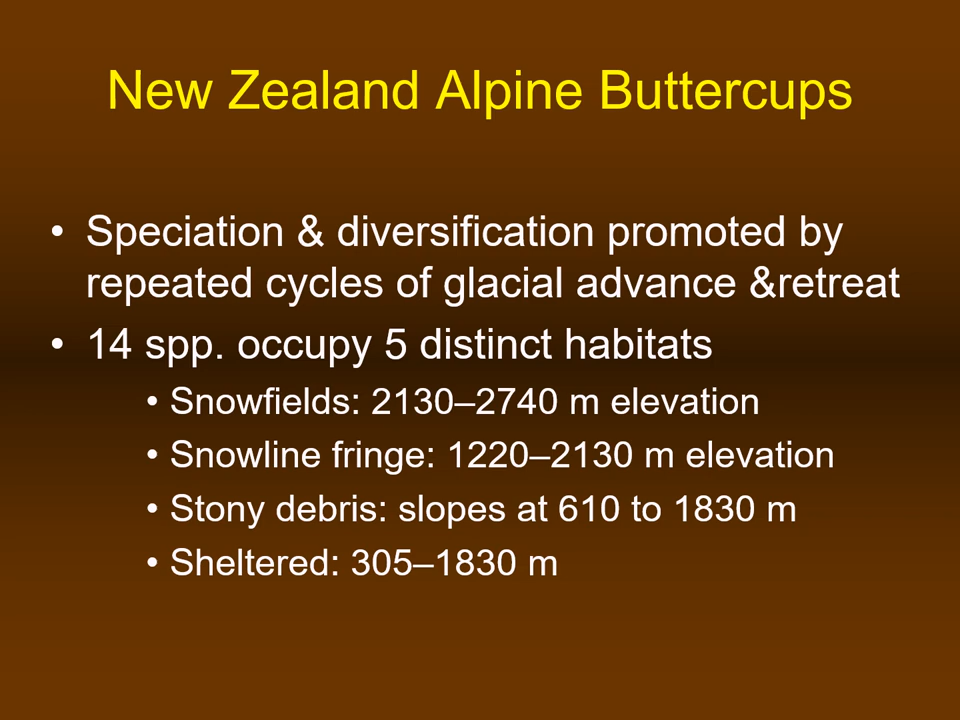 New Zealand Alpine Buttercups
• Speciation & diversification promoted by
repeated cycles of glacial advance &retreat
• 14 spp. occupy 5 distinct habitats
• Snowfields: 2130–2740 m elevation
• Snowline fringe: 1220–2130 m elevation
• Stony debris: slopes at 610 to 1830 m
• Sheltered: 305–1830 m